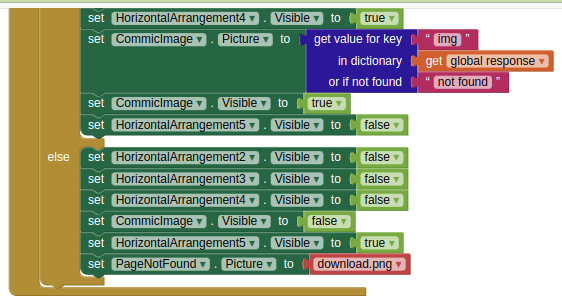 set HorizontalArrangement4 . Visible to true
set CommicImage . Picture to get value for key " img "
in dictionary get global response
or if not found " not found "
set CommicImage . Visible to true
set HorizontalArrangement5 . Visible to false
else set HorizontalArrangement2 . Visible to false
set HorizontalArrangement3 . Visible to false
set HorizontalArrangement4 . Visible to false
set CommicImage . Visible to false
set HorizontalArrangement5 . Visible to true
set PageNotFound . Picture to download.png